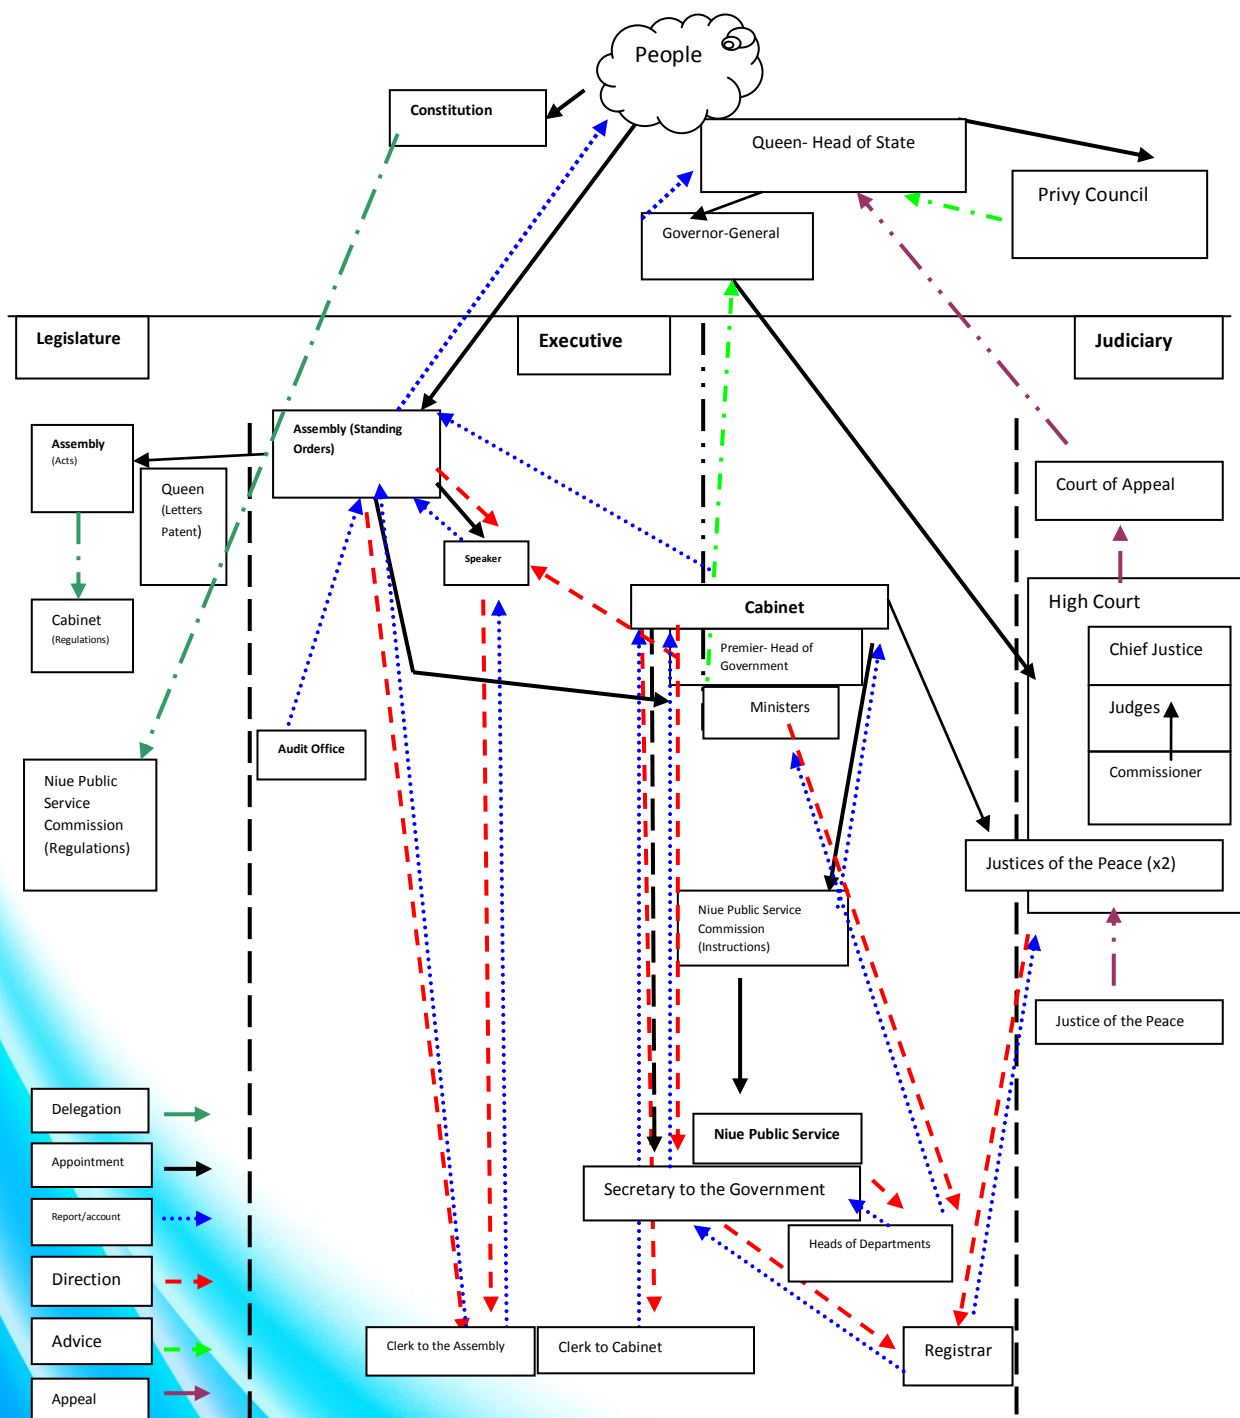 People
Constitution
Queen- Head of State
Privy Council
Governor-General
Legislature
Executive
Judiciary
Assembly (Standing
Orders)
Assembly
(Acts)
Queen
(Letters
Patent)
Court of Appeal
Speaker
Cabinet
(Regulations)
Cabinet
High Court
Premier- Head of
Government
Chief Justice
Ministers
Judges
Audit Office
Commissioner
Niue Public
Service
Commission
(Regulations)
Justices of the Peace (x2)
Niue Public Service
Commission
(Instructions)
Justice of the Peace
Delegation
Niue Public Service
Appointment
Secretary to the Government
Report/account
Heads of Departments
Direction
Advice
Clerk to the Assembly
Clerk to Cabinet
Registrar
Appeal